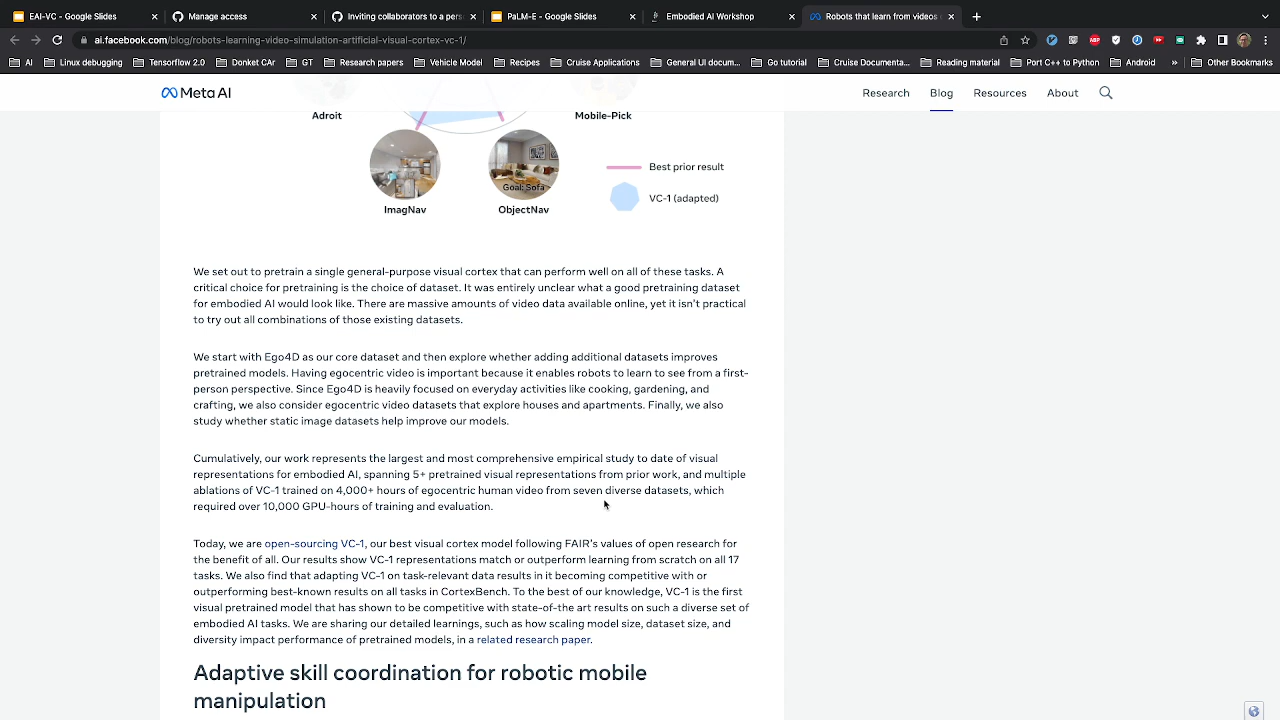 EAI-VC - Google Slides
Manage access
Inviting collaborators to a pers
PaLM-E - Google Slides
Embodied AI Workshop
Robots that learn from videos
ai.facebook.com/blog/robots-learning-video-simulation-artificial-visual-cortex-vc-1/
AI
Linux debugging
Tensorflow 2.0
Donket CAr
GT
Research papers
Vehicle Model
Recipes
Cruise Applications
General UI docum...
Go tutorial
Cruise Documenta...
Reading material
Port C++ to Python
Android
»
Other Bookmarks
Meta AI
Research
Blog
Resources
About
Adroit
Mobile-Pick
Goal: Sofa
ImagNav
ObjectNav
Best prior result
VC-1 (adapted)
We set out to pretrain a single general-purpose visual cortex that can perform well on all of these tasks. A
critical choice for pretraining is the choice of dataset. It was entirely unclear what a good pretraining dataset
for embodied AI would look like. There are massive amounts of video data available online, yet it isn't practical
to try out all combinations of those existing datasets.
We start with Ego4D as our core dataset and then explore whether adding additional datasets improves
pretrained models. Having egocentric video is important because it enables robots to learn to see from a first-
person perspective. Since Ego4D is heavily focused on everyday activities like cooking, gardening, and
crafting, we also consider egocentric video datasets that explore houses and apartments. Finally, we also
study whether static image datasets help improve our models.
Cumulatively, our work represents the largest and most comprehensive empirical study to date of visual
representations for embodied AI, spanning 5+ pretrained visual representations from prior work, and multiple
ablations of VC-1 trained on 4,000+ hours of egocentric human video from seven diverse datasets, which
required over 10,000 GPU-hours of training and evaluation.
Today, we are open-sourcing VC-1, our best visual cortex model following FAIR's values of open research for
the benefit of all. Our results show VC-1 representations match or outperform learning from scratch on all 17
tasks. We also find that adapting VC-1 on task-relevant data results in it becoming competitive with or
outperforming best-known results on all tasks in CortexBench. To the best of our knowledge, VC-1 is the first
visual pretrained model that has shown to be competitive with state-of-the art results on such a diverse set of
embodied AI tasks. We are sharing our detailed learnings, such as how scaling model size, dataset size, and
diversity impact performance of pretrained models, in a related research paper.
Adaptive skill coordination for robotic mobile
manipulation